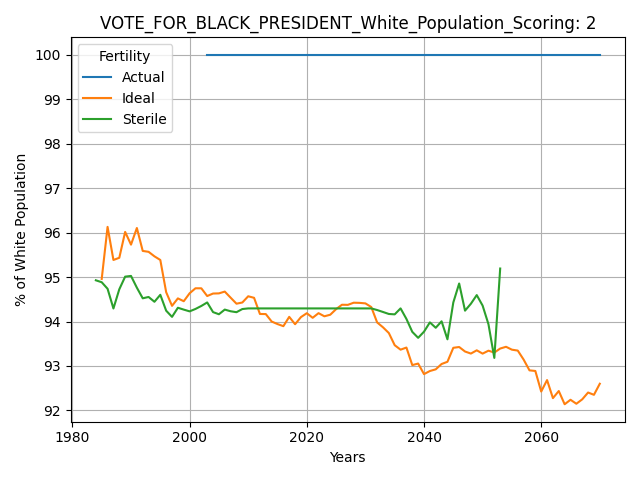 VOTE_FOR_BLACK_PRESIDENT_White_Population_Scoring: 2
Fertility
Actual
Ideal
Sterile
% of White Population
100
99
98
97
96
95
94
93
92
1980 2000 2020 2040 2060
Years